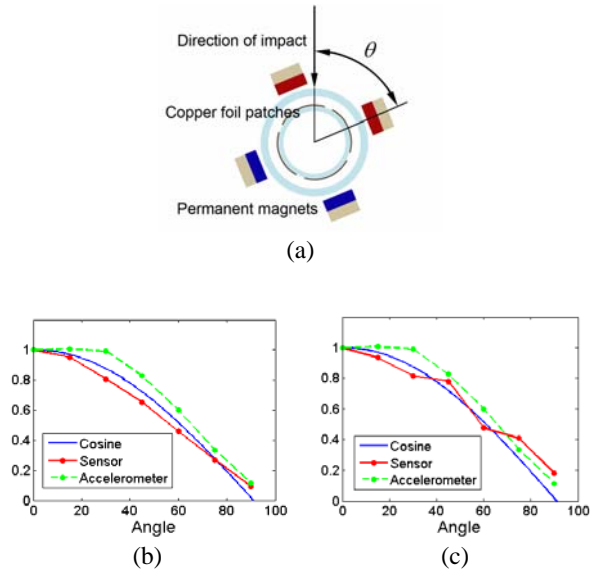 Direction of impact
θ
Copper foil patches
Permanent magnets
(a)
1
0.8
0.6
0.4
0.2
0
Cosine
Sensor
Accelerometer
0 20 40 60 80 100
Angle
(b)
1
0.8
0.6
0.4
0.2
0
Cosine
Sensor
Accelerometer
0 20 40 60 80 100
Angle
(c)